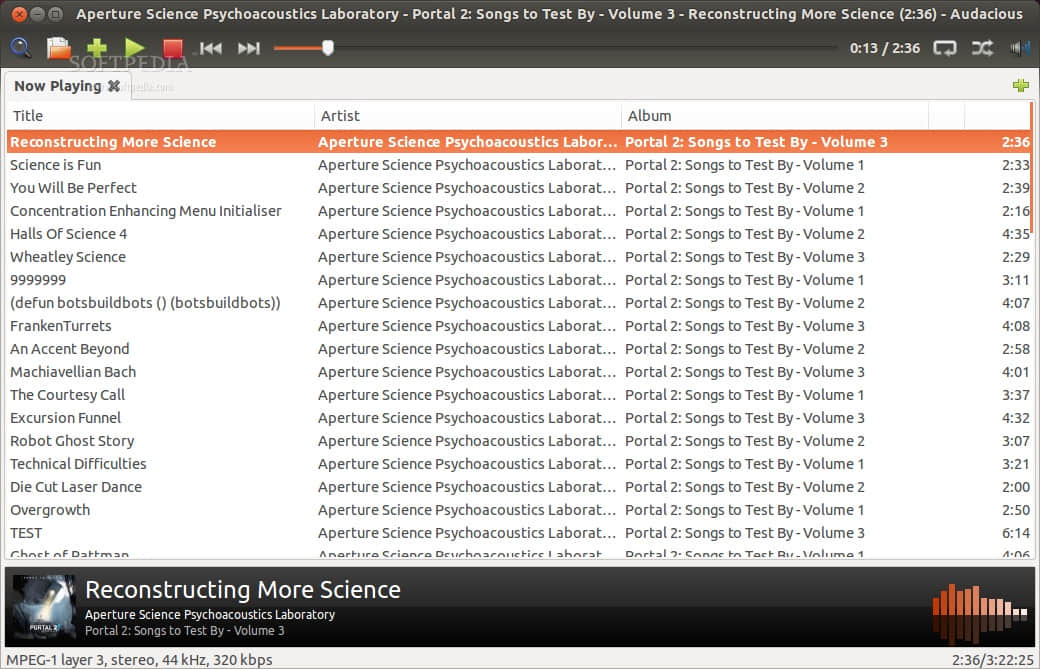 Aperture Science Psychoacoustics Laboratory - Portal 2: Songs to Test By - Volume 3 - Reconstructing More Science (2:36) - Audacious
0:13 / 2:36
SOFTPEDIA
Now Playing
Title Artist Album
Reconstructing More Science Aperture Science Psychoacoustics Labor... Portal 2: Songs to Test By - Volume 3 2:36
Science is Fun Aperture Science Psychoacoustics Laborat... Portal 2: Songs to Test By - Volume 1 2:33
You Will Be Perfect Aperture Science Psychoacoustics Laborat... Portal 2: Songs to Test By - Volume 2 2:39
Concentration Enhancing Menu Initialiser Aperture Science Psychoacoustics Laborat... Portal 2: Songs to Test By - Volume 1 2:16
Halls Of Science 4 Aperture Science Psychoacoustics Laborat... Portal 2: Songs to Test By - Volume 2 4:35
Wheatley Science Aperture Science Psychoacoustics Laborat... Portal 2: Songs to Test By - Volume 3 2:29
9999999 Aperture Science Psychoacoustics Laborat... Portal 2: Songs to Test By - Volume 1 3:11
(defun botsbuildbots () (botsbuildbots)) Aperture Science Psychoacoustics Laborat... Portal 2: Songs to Test By - Volume 2 4:07
FrankenTurrets Aperture Science Psychoacoustics Laborat... Portal 2: Songs to Test By - Volume 3 4:08
An Accent Beyond Aperture Science Psychoacoustics Laborat... Portal 2: Songs to Test By - Volume 2 2:58
Machiavellian Bach Aperture Science Psychoacoustics Laborat... Portal 2: Songs to Test By - Volume 3 4:01
The Courtesy Call Aperture Science Psychoacoustics Laborat... Portal 2: Songs to Test By - Volume 1 3:37
Excursion Funnel Aperture Science Psychoacoustics Laborat... Portal 2: Songs to Test By - Volume 3 4:32
Robot Ghost Story Aperture Science Psychoacoustics Laborat... Portal 2: Songs to Test By - Volume 2 3:07
Technical Difficulties Aperture Science Psychoacoustics Laborat... Portal 2: Songs to Test By - Volume 1 3:21
Die Cut Laser Dance Aperture Science Psychoacoustics Laborat... Portal 2: Songs to Test By - Volume 2 2:00
Overgrowth Aperture Science Psychoacoustics Laborat... Portal 2: Songs to Test By - Volume 1 2:50
TEST Aperture Science Psychoacoustics Laborat... Portal 2: Songs to Test By - Volume 3 6:14
Ghost of Rattman Aperture Science Psychoacoustics Laborat... Portal 2: Songs to Test By - Volume 1 4:06
PORTAL 2
Reconstructing More Science
Aperture Science Psychoacoustics Laboratory
Portal 2: Songs to Test By - Volume 3
MPEG-1 layer 3, stereo, 44 kHz, 320 kbps 2:36/3:22:25